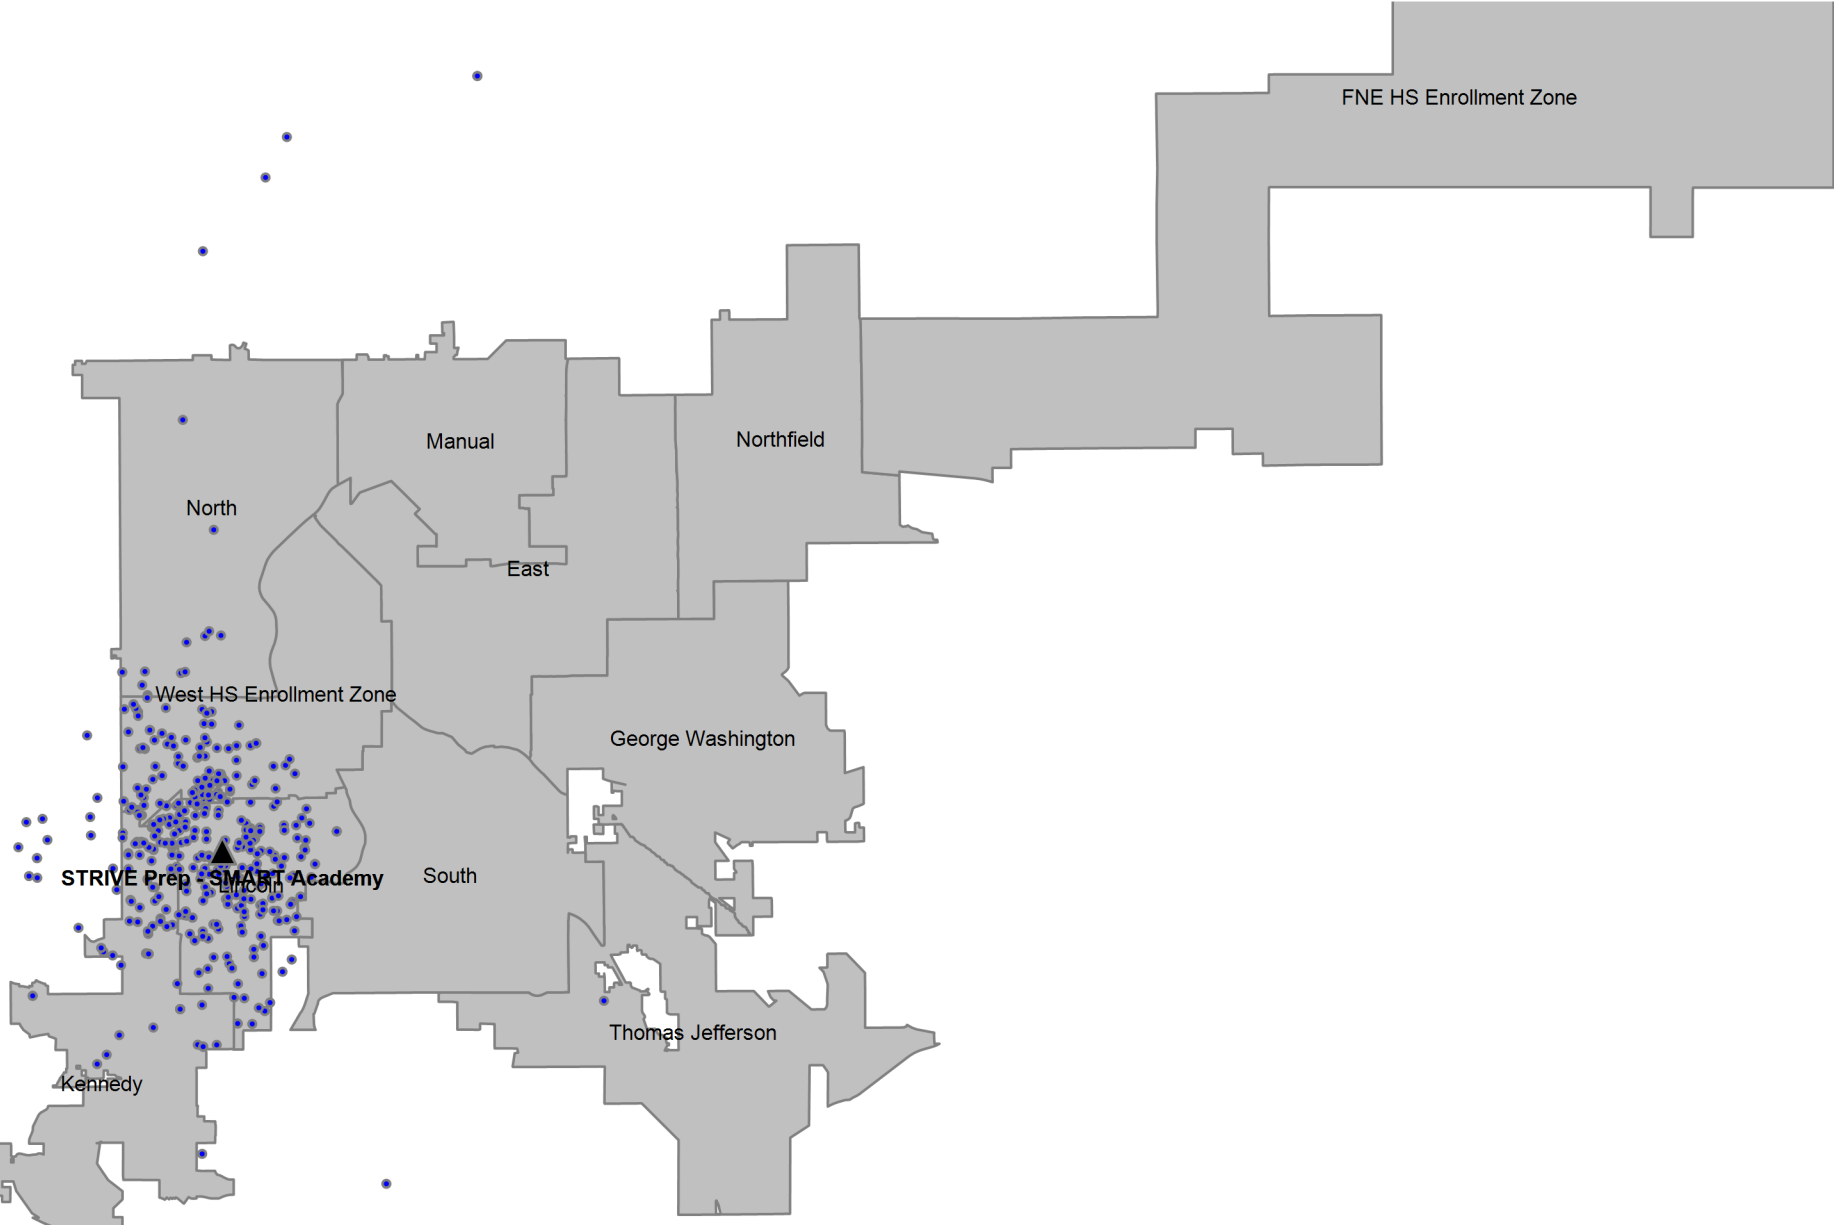 FNE HS Enrollment Zone
Manual
Northfield
North
East
West HS Enrollment Zone
George Washington
South
STRIVE Prep - SMART Academy
Lincoln
Thomas Jefferson
Kennedy